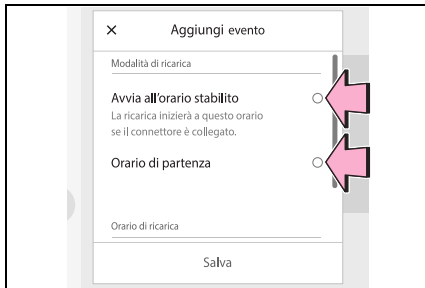 Aggiungi evento
Modalità di ricarica
Avvia all'orario stabilito
La ricarica inizierà a questo orario
se il connettore è collegato.
Orario di partenza
Orario di ricarica
Salva